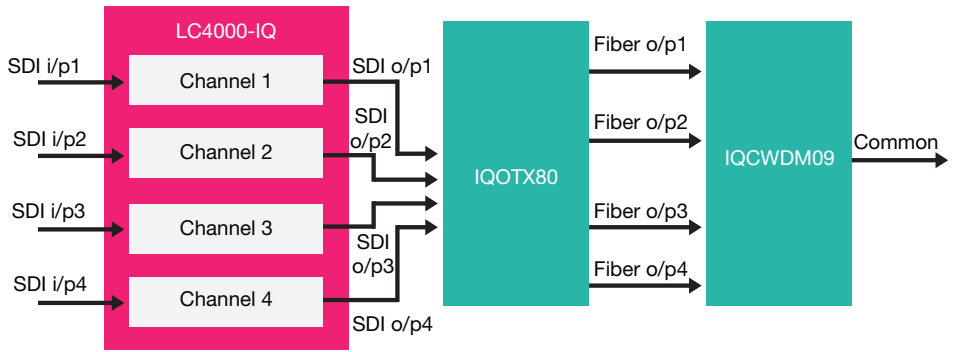 LC4000-IQ
SDI i/p1
Channel 1
SDI o/p1
SDI i/p2
Channel 2
SDI
o/p2
SDI i/p3
Channel 3
SDI
o/p3
SDI i/p4
Channel 4
SDI o/p4
IQOTX80
Fiber o/p1
Fiber o/p2
Fiber o/p3
Fiber o/p4
IQCWDM09
Common